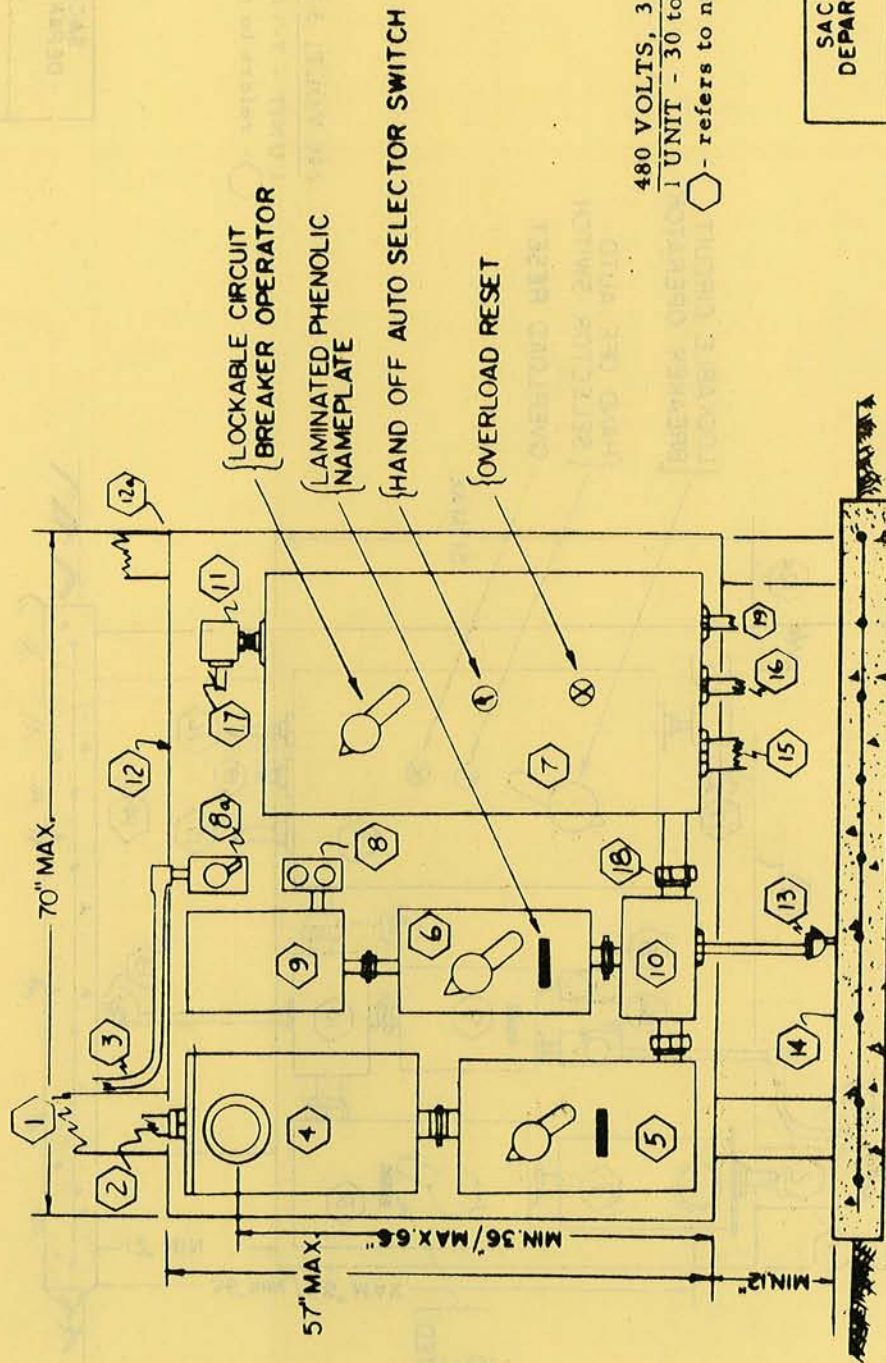 70" MAX.
1
2
3
12
12a
8a
17
11
LOCKABLE CIRCUIT
BREAKER OPERATOR
LAMINATED PHENOLIC
NAMEPLATE
HAND OFF AUTO SELECTOR SWITCH
OVERLOAD RESET
4
9
8
6
7
5
10
18
15
16
19
14
13
57" MAX.
MIN. 36" / MAX. 66"
MIN. 12"
480 VOLTS, 3
1 UNIT - 30 to
- refers to n
SAC
DEPAR